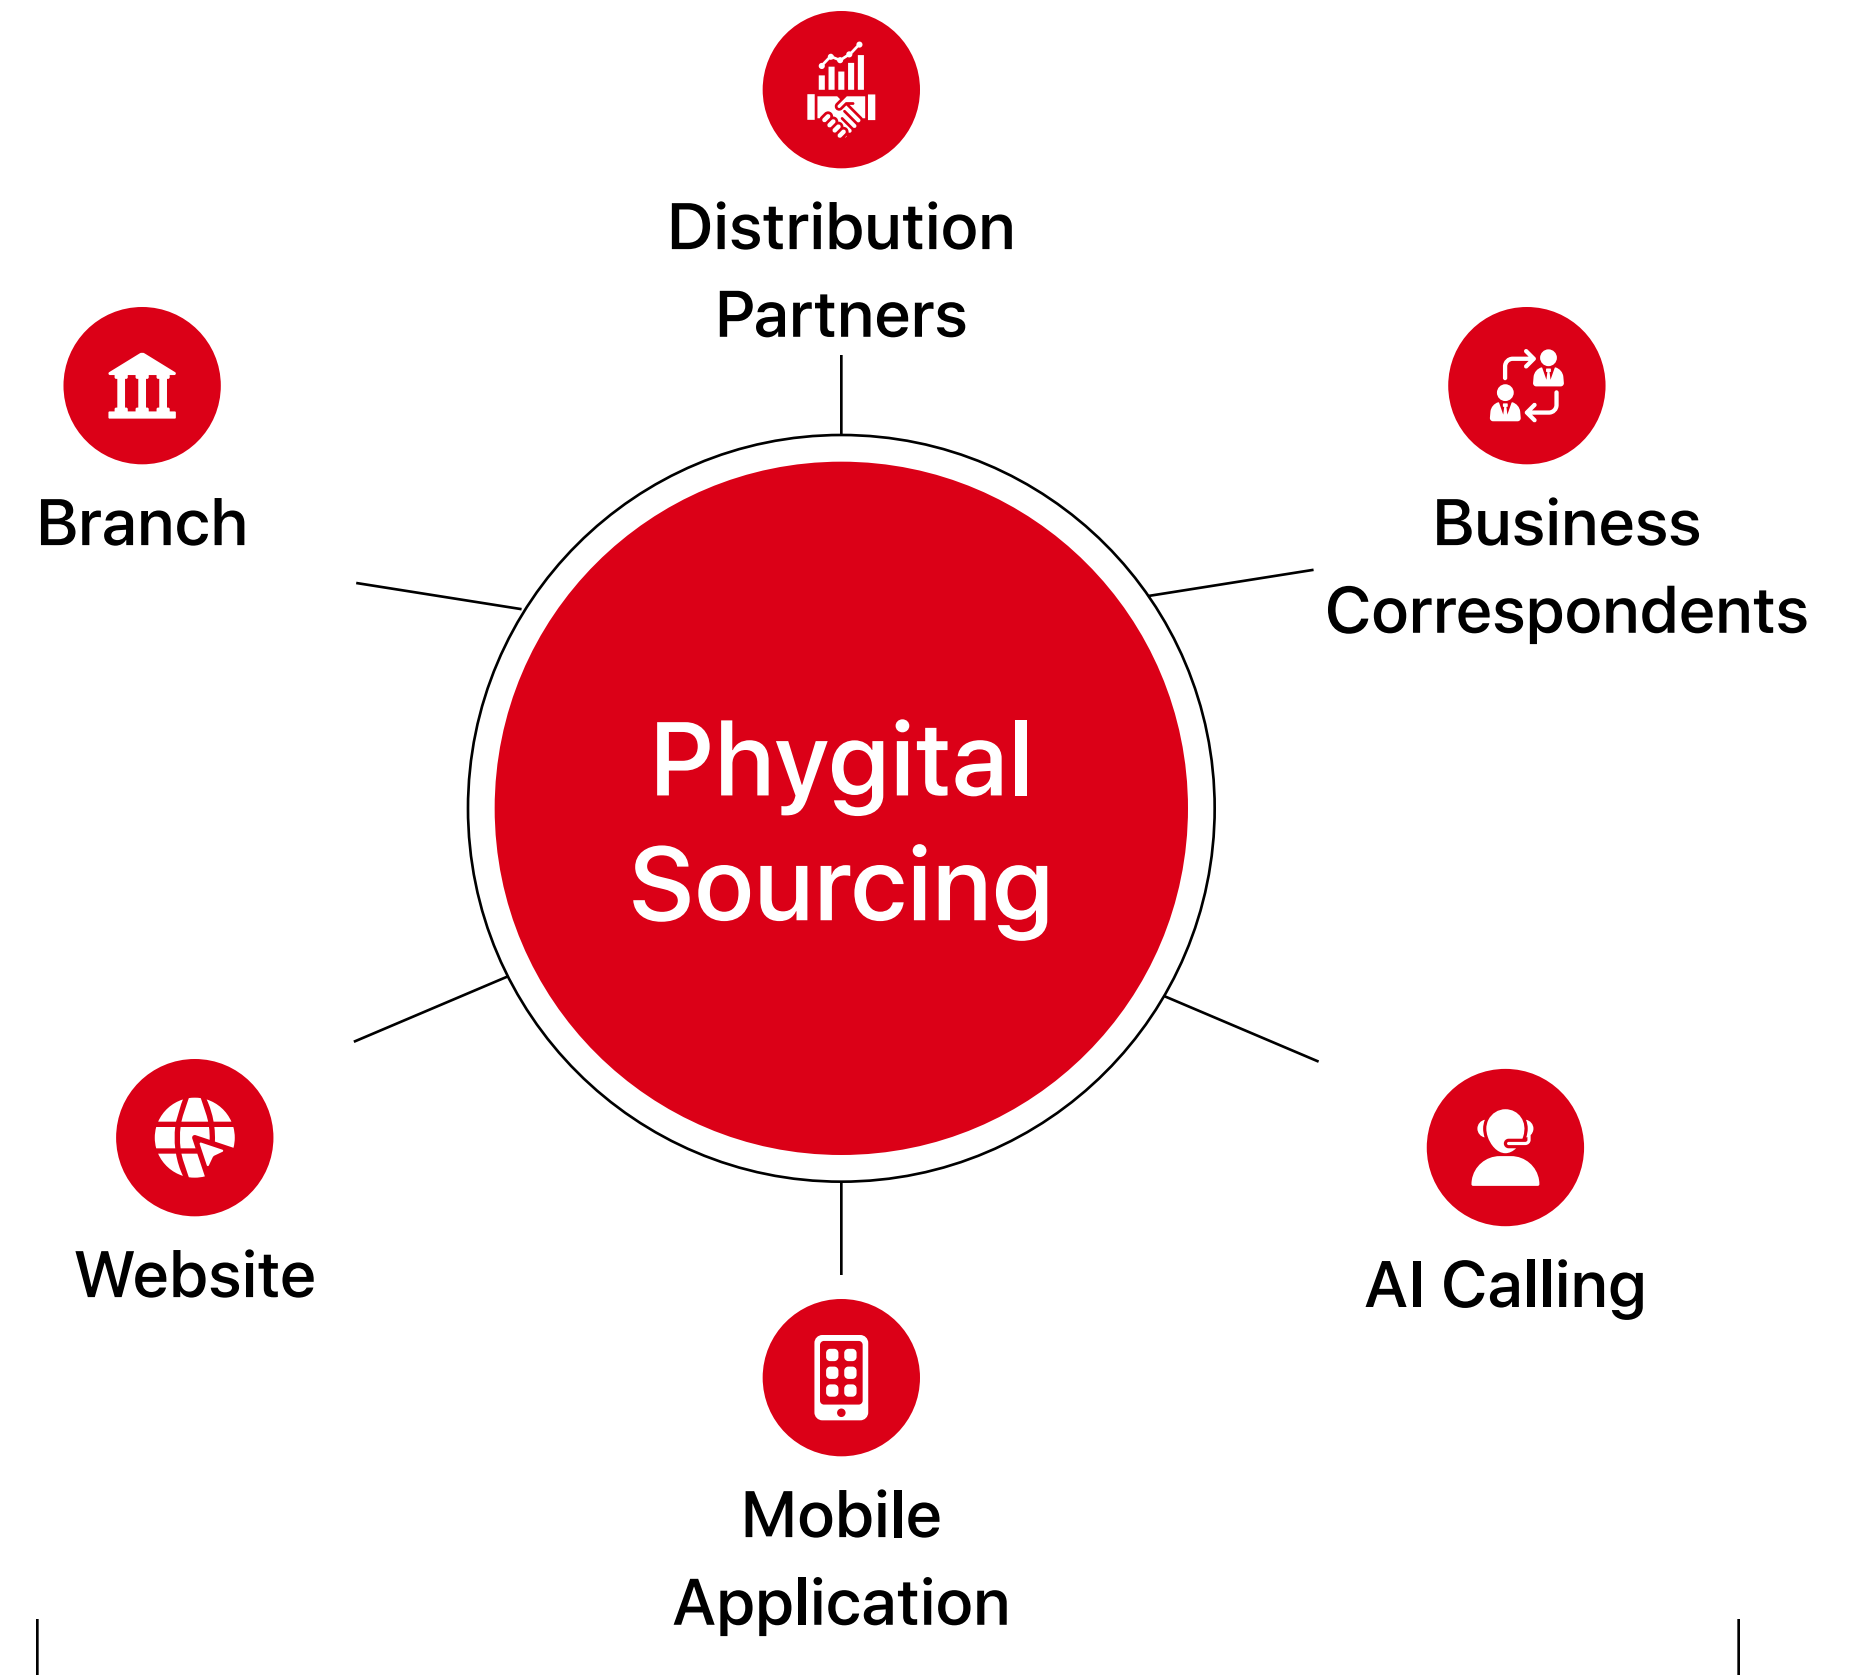 Distribution
Partners
Branch
Business
Correspondents
Phygital
Sourcing
Website
AI Calling
Mobile
Application